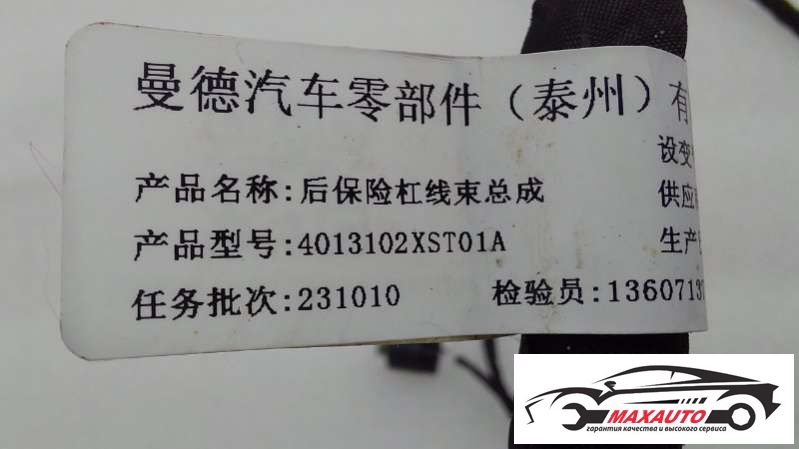 曼德汽车零部件（泰州）有
设变
产品名称:后保险杠线束总成
供应
产品型号:4013102XST01A
生产
任务批次:231010 检验员:1360713
MAXAUTO
гарантия качества и высокого сервиса